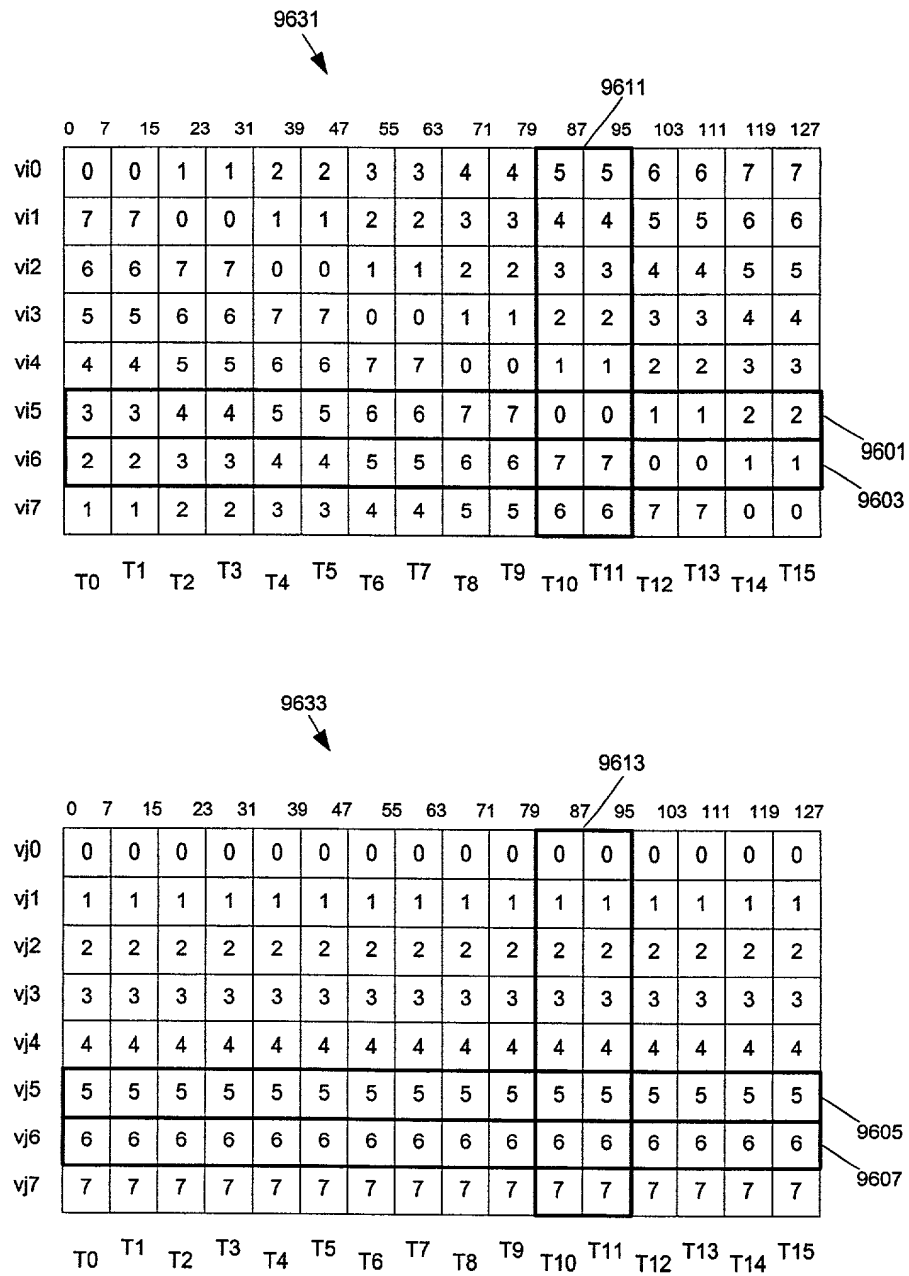 9631
9611
0 7 15 23 31 39 47 55 63 71 79 87 95 103 111 119 127
vi0 0 0 1 1 2 2 3 3 4 4 5 5 6 6 7 7
vi1 7 7 0 0 1 1 2 2 3 3 4 4 5 5 6 6
vi2 6 6 7 7 0 0 1 1 2 2 3 3 4 4 5 5
vi3 5 5 6 6 7 7 0 0 1 1 2 2 3 3 4 4
vi4 4 4 5 5 6 6 7 7 0 0 1 1 2 2 3 3
vi5 3 3 4 4 5 5 6 6 7 7 0 0 1 1 2 2
9601
vi6 2 2 3 3 4 4 5 5 6 6 7 7 0 0 1 1
9603
vi7 1 1 2 2 3 3 4 4 5 5 6 6 7 7 0 0
T0 T1 T2 T3 T4 T5 T6 T7 T8 T9 T10 T11 T12 T13 T14 T15
9633
9613
0 7 15 23 31 39 47 55 63 71 79 87 95 103 111 119 127
vj0 0 0 0 0 0 0 0 0 0 0 0 0 0 0 0 0
vj1 1 1 1 1 1 1 1 1 1 1 1 1 1 1 1 1
vj2 2 2 2 2 2 2 2 2 2 2 2 2 2 2 2 2
vj3 3 3 3 3 3 3 3 3 3 3 3 3 3 3 3 3
vj4 4 4 4 4 4 4 4 4 4 4 4 4 4 4 4 4
vj5 5 5 5 5 5 5 5 5 5 5 5 5 5 5 5 5
9605
vj6 6 6 6 6 6 6 6 6 6 6 6 6 6 6 6 6
9607
vj7 7 7 7 7 7 7 7 7 7 7 7 7 7 7 7 7
T0 T1 T2 T3 T4 T5 T6 T7 T8 T9 T10 T11 T12 T13 T14 T15